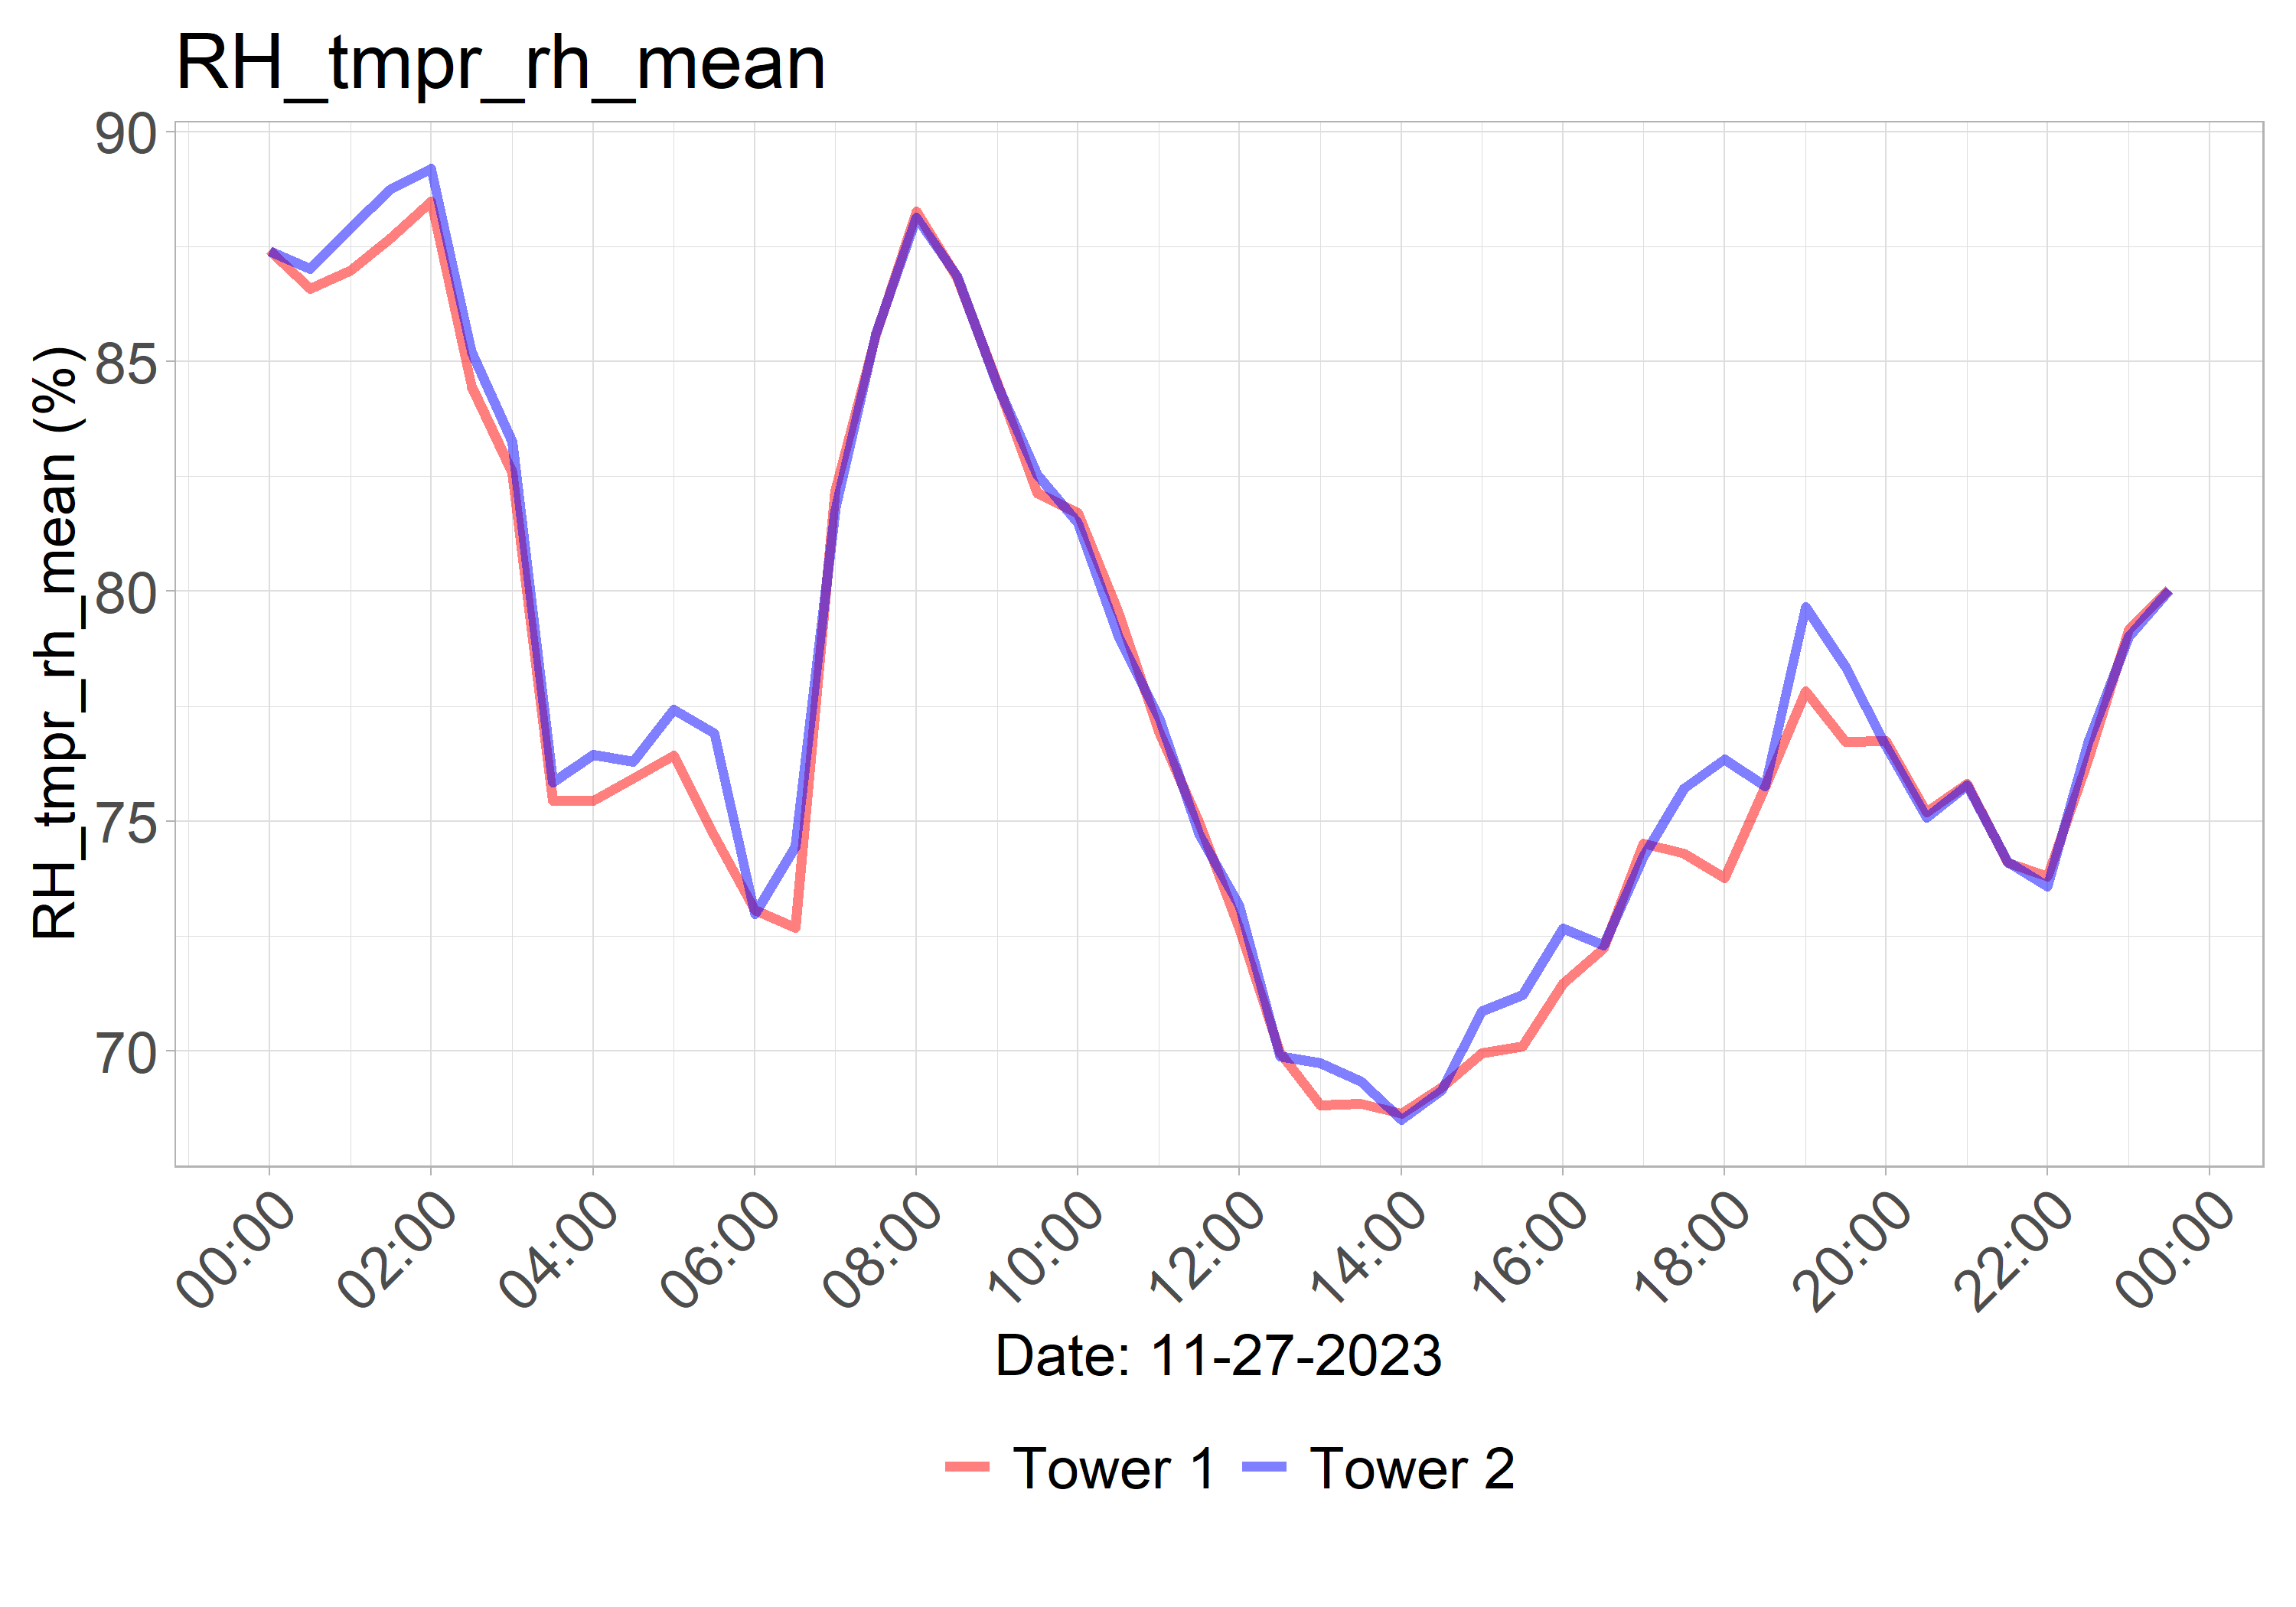 RH_tmpr_rh_mean
RH_tmpr_rh_mean (%)
90
85
80
75
70
00:00 02:00 04:00 06:00 08:00 10:00 12:00 14:00 16:00 18:00 20:00 22:00 00:00
Date: 11-27-2023
Tower 1 Tower 2